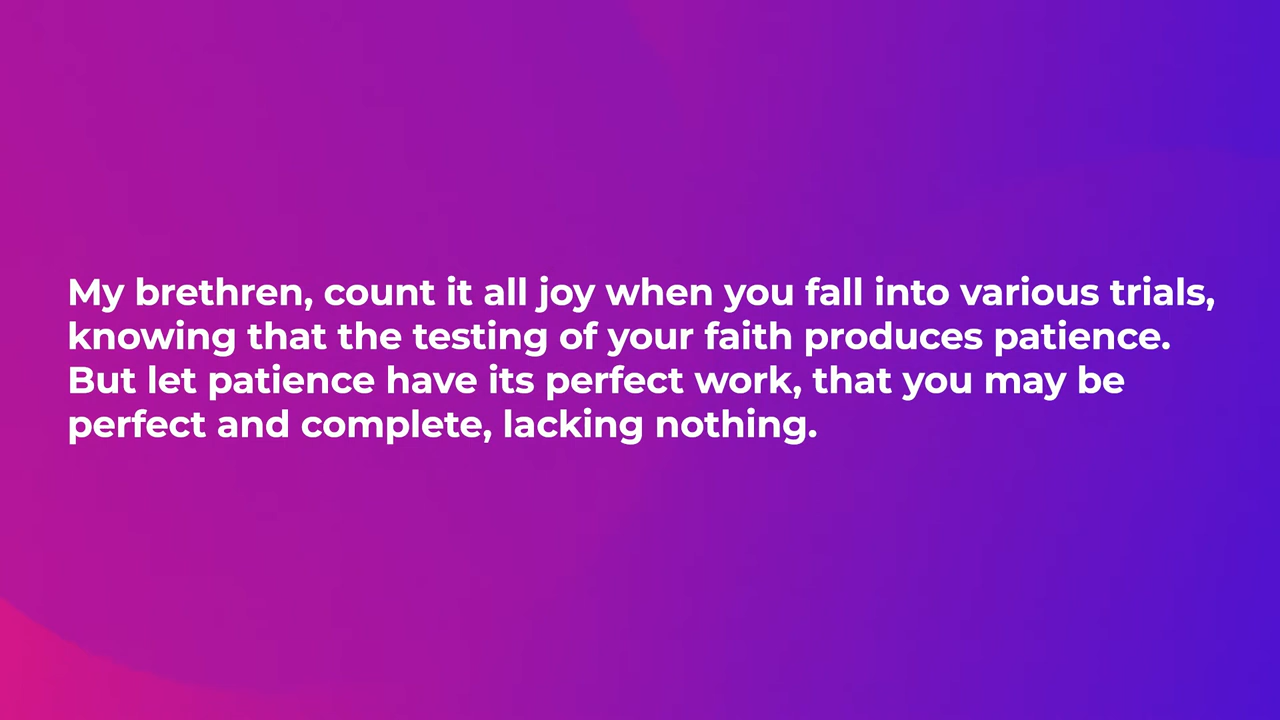 My brethren, count it all joy when you fall into various trials,
knowing that the testing of your faith produces patience.
But let patience have its perfect work, that you may be
perfect and complete, lacking nothing.